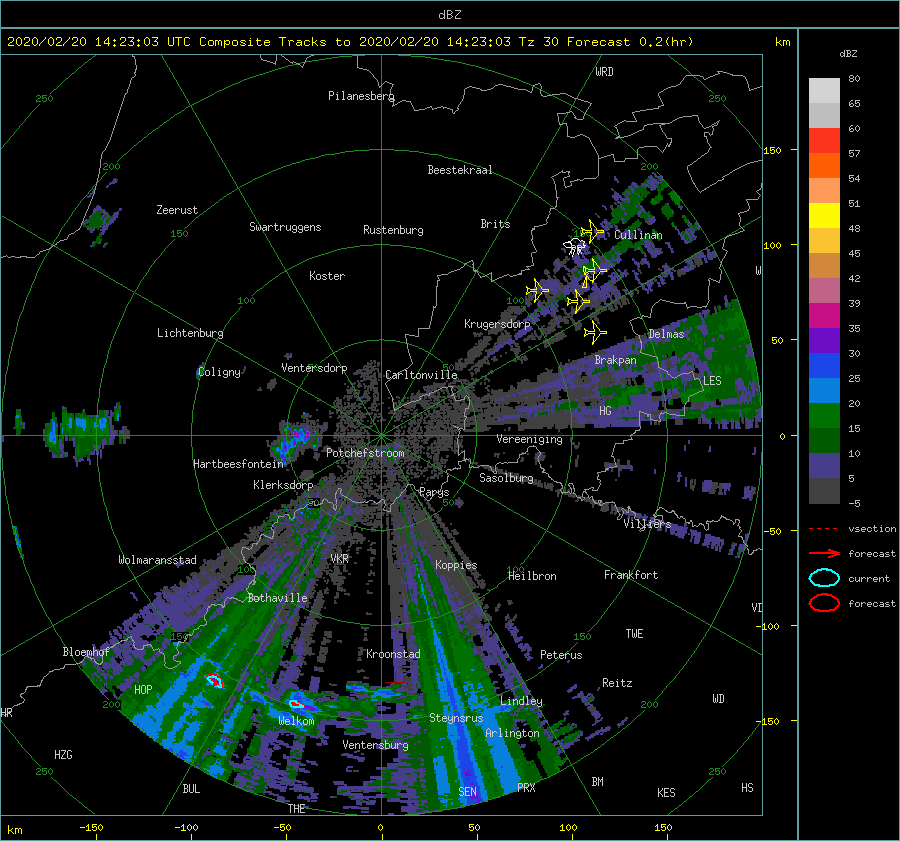 dBZ
2020/02/20 14:23:03 UTC Composite Tracks to 2020/02/20 14:23:03 Tz 30 Forecast 0.2(hr)
km
dBZ
WRD
80
250
Pilanesberg
250
65
60
150
57
200
Beestekraal
200
54
Zeerust
51
150
Swartruggens
Rustenburg
Brits
Cullinan
48
100
45
Koster
W
42
100
100
39
Krugersdorp
35
Lichtenburg
Delmas
50
30
Coligny
Ventersdorp
Carltonville
50
Brakpan
LES
25
HG
20
Vereeniging
0
15
Potchefstroom
10
Hartbeesfontein
Sasolburg
5
Klerksdorp
Parys
50
50
-5
Villiers
-50
vsection
Wolmaransstad
VKR
Koppies
forecast
100
100
Heilbron
Frankfort
current
Bothaville
forecast
VD
-100
150
150
TWE
Bloemhof
Kroonstad
Peterus
HOP
Reitz
WD
200
Lindley
200
HR
Welkom
Steynsrus
-150
Arlington
HZG
Ventersburg
250
250
BUL
SEN
PRX
BM
KES
HS
THE
km
-150
-100
-50
0
50
100
150